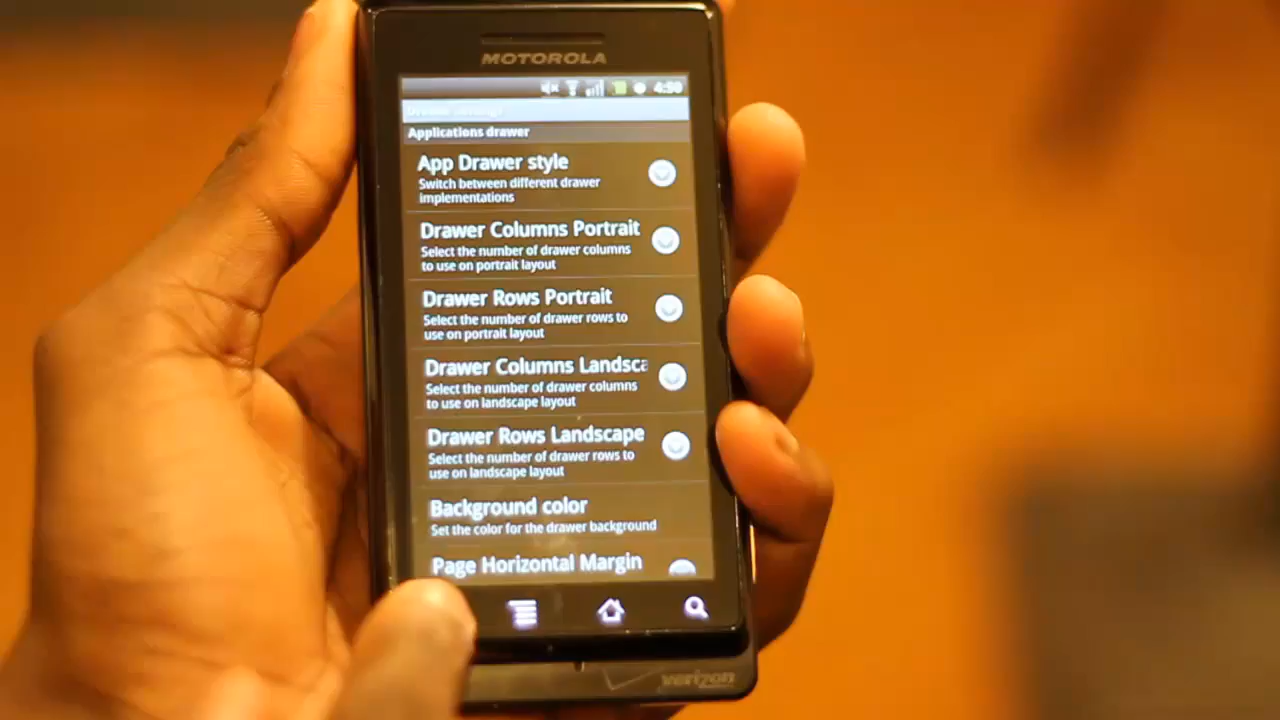 MOTOROLA
4:50
Applications drawer
App Drawer style
Switch between different drawer
implementations
Drawer Columns Portrait
Select the number of drawer columns
to use on portrait layout
Drawer Rows Portrait
Select the number of drawer rows to
use on portrait layout
Drawer Columns Landsca
Select the number of drawer columns
to use on landscape layout
Drawer Rows Landscape
Select the number of drawer rows to
use on landscape layout
Background color
Set the color for the drawer background
Page Horizontal Margin
verizon